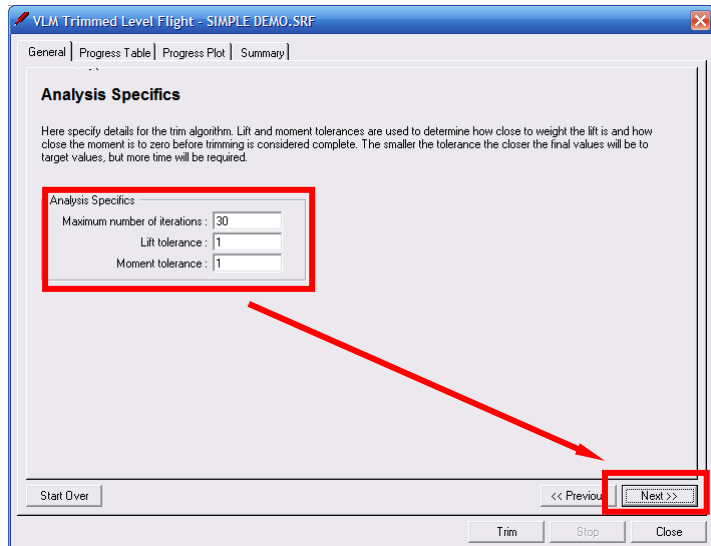 VLM Trimmed Level Flight - SIMPLE DEMO.SRF
General Progress Table Progress Plot Summary
Analysis Specifics
Here specify details for the trim algorithm. Lift and moment tolerances are used to determine how close to weight the lift is and how
close the moment is to zero before trimming is considered complete. The smaller the tolerance the closer the final values will be to
target values, but more time will be required.
Analysis Specifics
Maximum number of iterations : 30
Lift tolerance : 1
Moment tolerance : 1
Start Over << Previou Next >>
Trim Stop Close